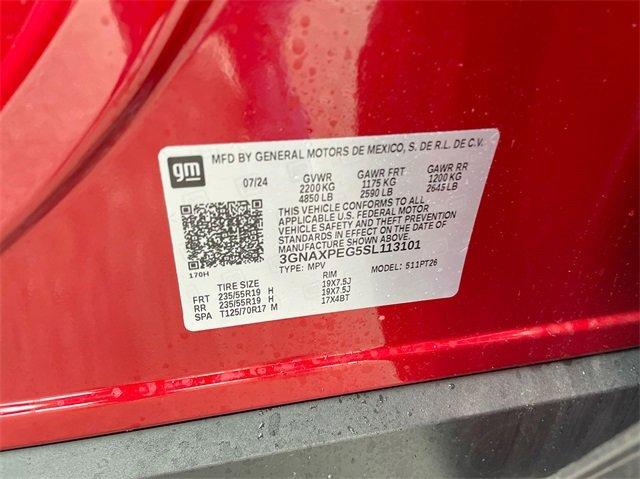 gm MFD BY GENERAL MOTORS DE MEXICO, S. DE R.L. DE C.V.
07/24 GVWR GAWR FRT GAWR RR
2200 KG 1175 KG 1200 KG
4850 LB 2590 LB 2645 LB
THIS VEHICLE CONFORMS TO ALL
APPLICABLE U.S. FEDERAL MOTOR
VEHICLE SAFETY AND THEFT PREVENTION
STANDARDS IN EFFECT ON THE DATE OF
MANUFACTURE SHOWN ABOVE.
3GNAXPEG5SL113101
170H TYPE: MPV MODEL: 511PT26
TIRE SIZE RIM
FRT 235/55R19 H 19X7.5J
RR 235/55R19 H 19X7.5J
SPA T125/70R17 M 17X4BT